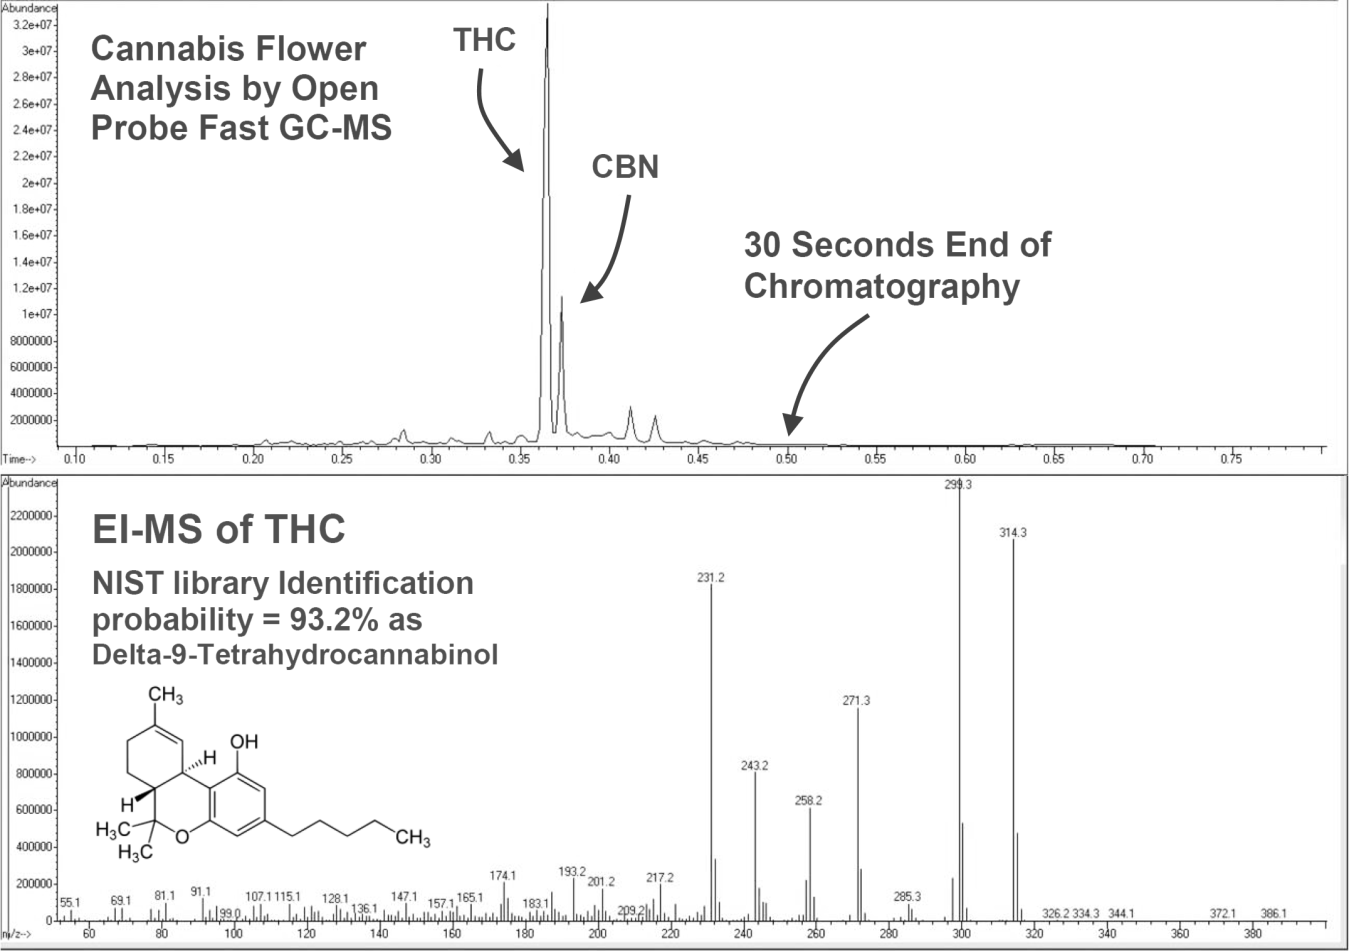 Abundance
3.2e+07
3e+07
2.8e+07
2.6e+07
2.4e+07
2.2e+07
2e+07
1.8e+07
1.6e+07
1.4e+07
1.2e+07
1e+07
8000000
6000000
4000000
2000000
Cannabis Flower
Analysis by Open
Probe Fast GC-MS
THC
CBN
30 Seconds End of
Chromatography
Time-->
0.10 0.15 0.20 0.25 0.30 0.35 0.40 0.45 0.50 0.55 0.60 0.65 0.70 0.75
Abundance
2200000
2000000
1800000
1600000
1400000
1200000
1000000
800000
600000
400000
200000
0
EI-MS of THC
NIST library Identification
probability = 93.2% as
Delta-9-Tetrahydrocannabinol
CH3
OH
H
H
H3C
O
CH3
H3C
299.3
314.3
231.2
271.3
243.2
258.2
55.1 69.1 81.1 91.1 99.0 107.1 115.1 128.1 136.1 147.1 157.1 165.1 174.1 183.1 193.2 201.2 209.2 217.2 285.3 326.2 334.3 344.1 372.1 386.1
m/z-->
60 80 100 120 140 160 180 200 220 240 260 280 300 320 340 360 380